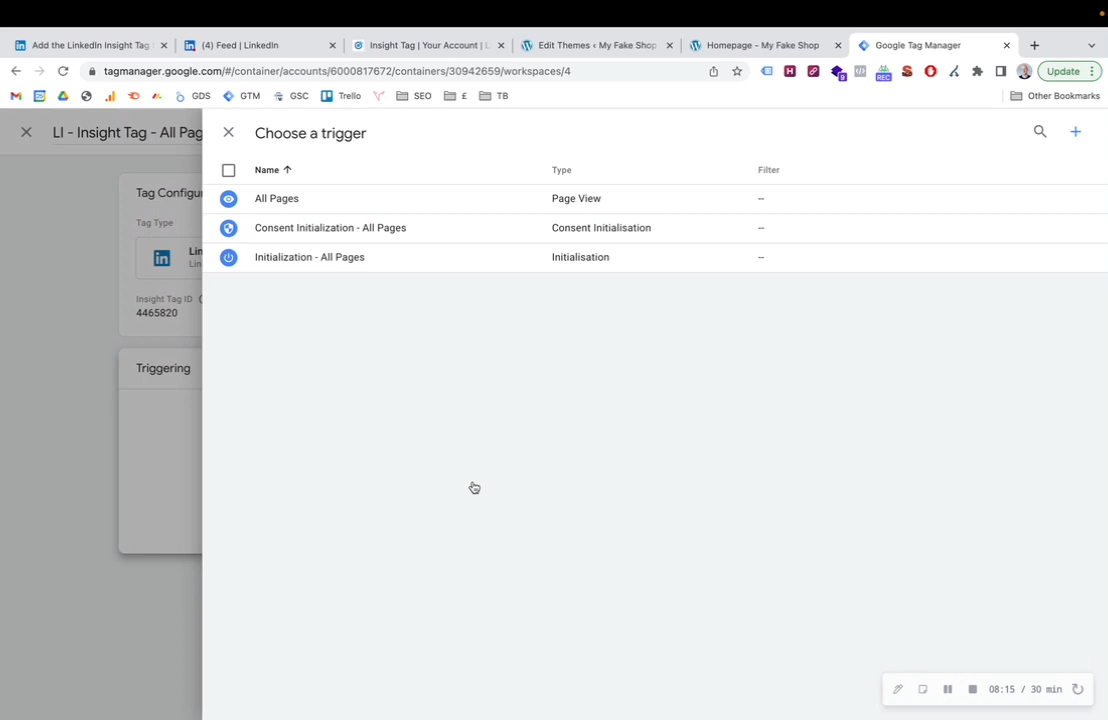 Add the LinkedIn Insight Tag
(4) Feed | LinkedIn
Insight Tag | Your Account | L
Edit Themes ‹ My Fake Shop
Homepage - My Fake Shop
Google Tag Manager
tagmanager.google.com/#/container/accounts/6000817672/containers/30942659/workspaces/4
9
REC
Update
GDS
GTM
GSC
Trello
SEO
£
TB
Other Bookmarks
LI - Insight Tag - All Pag
Choose a trigger
Name
Type
Filter
All Pages
Page View
--
Consent Initialization - All Pages
Consent Initialisation
--
Initialization - All Pages
Initialisation
--
Tag Configu
Tag Type
Lin
Lin
Insight Tag ID
4465820
Triggering
08:15 / 30 min